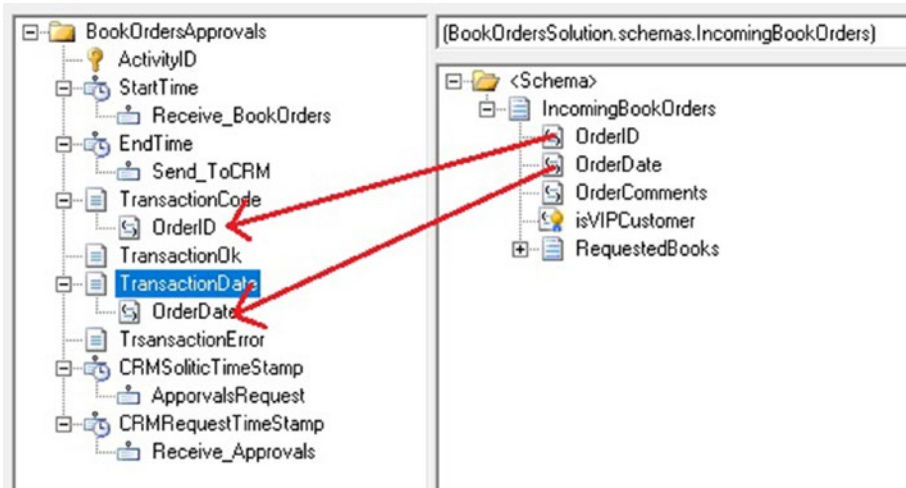 BookOrdersApprovals
ActivityID
StartTime
Receive_BookOrders
EndTime
Send_ToCRM
TransactionCode
OrderID
TransactionOk
TransactionDate
OrderDate
TrsansactionError
CRMSoliticTimeStamp
ApporvalsRequest
CRMRequestTimeStamp
Receive_Approvals
(BookOrdersSolution.schemas.IncomingBookOrders)
<Schema>
IncomingBookOrders
OrderID
OrderDate
OrderComments
isVIPCustomer
RequestedBooks